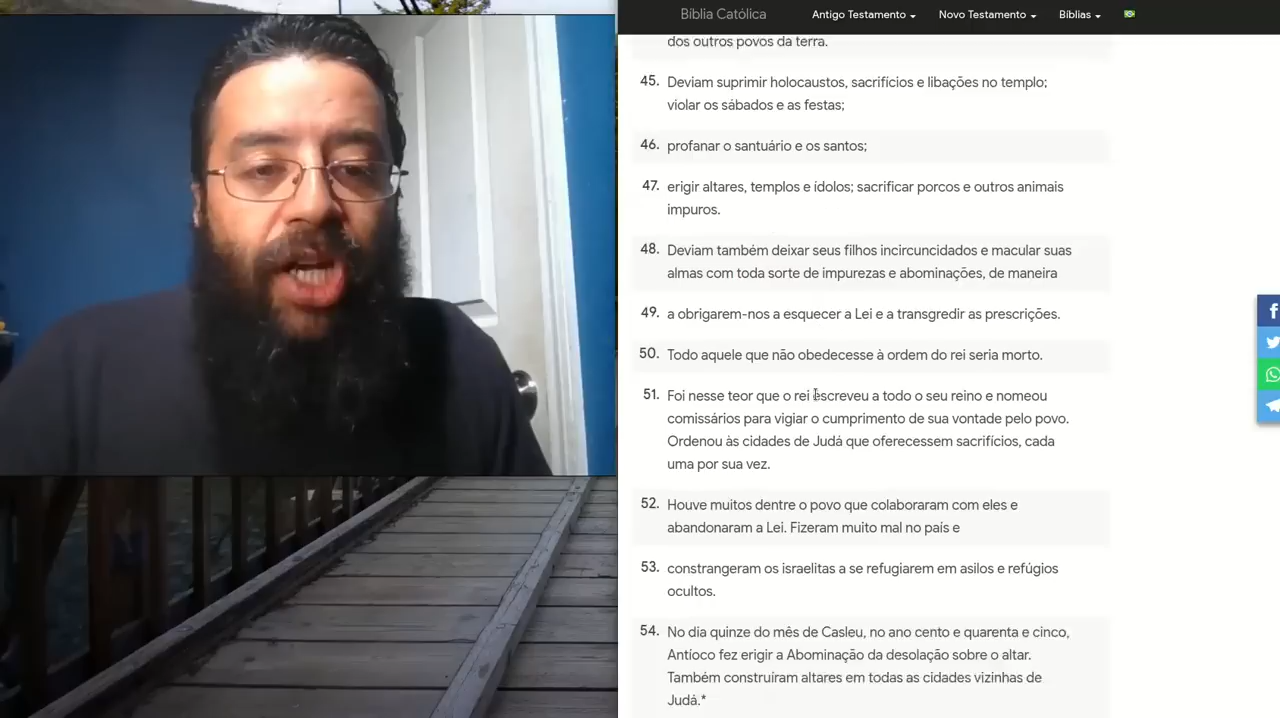 Bíblia Católica
Antigo Testamento
Novo Testamento
Bíblias
dos outros povos da terra.
45. Deviam suprimir holocaustos, sacrifícios e libações no templo;
violar os sábados e as festas;
46. profanar o santuário e os santos;
47. erigir altares, templos e ídolos; sacrificar porcos e outros animais
impuros.
48. Deviam também deixar seus filhos incircuncidados e macular suas
almas com toda sorte de impurezas e abominações, de maneira
49. a obrigarem-nos a esquecer a Lei e a transgredir as prescrições.
50. Todo aquele que não obedecesse à ordem do rei seria morto.
51. Foi nesse teor que o rei escreveu a todo o seu reino e nomeou
comissários para vigiar o cumprimento de sua vontade pelo povo.
Ordenou às cidades de Judá que oferecessem sacrifícios, cada
uma por sua vez.
52. Houve muitos dentre o povo que colaboraram com eles e
abandonaram a Lei. Fizeram muito mal no país e
53. constrangeram os israelitas a se refugiarem em asilos e refúgios
ocultos.
54. No dia quinze do mês de Casleu, no ano cento e quarenta e cinco,
Antíoco fez erigir a Abominação da desolação sobre o altar.
Também construíram altares em todas as cidades vizinhas de
Judá.*